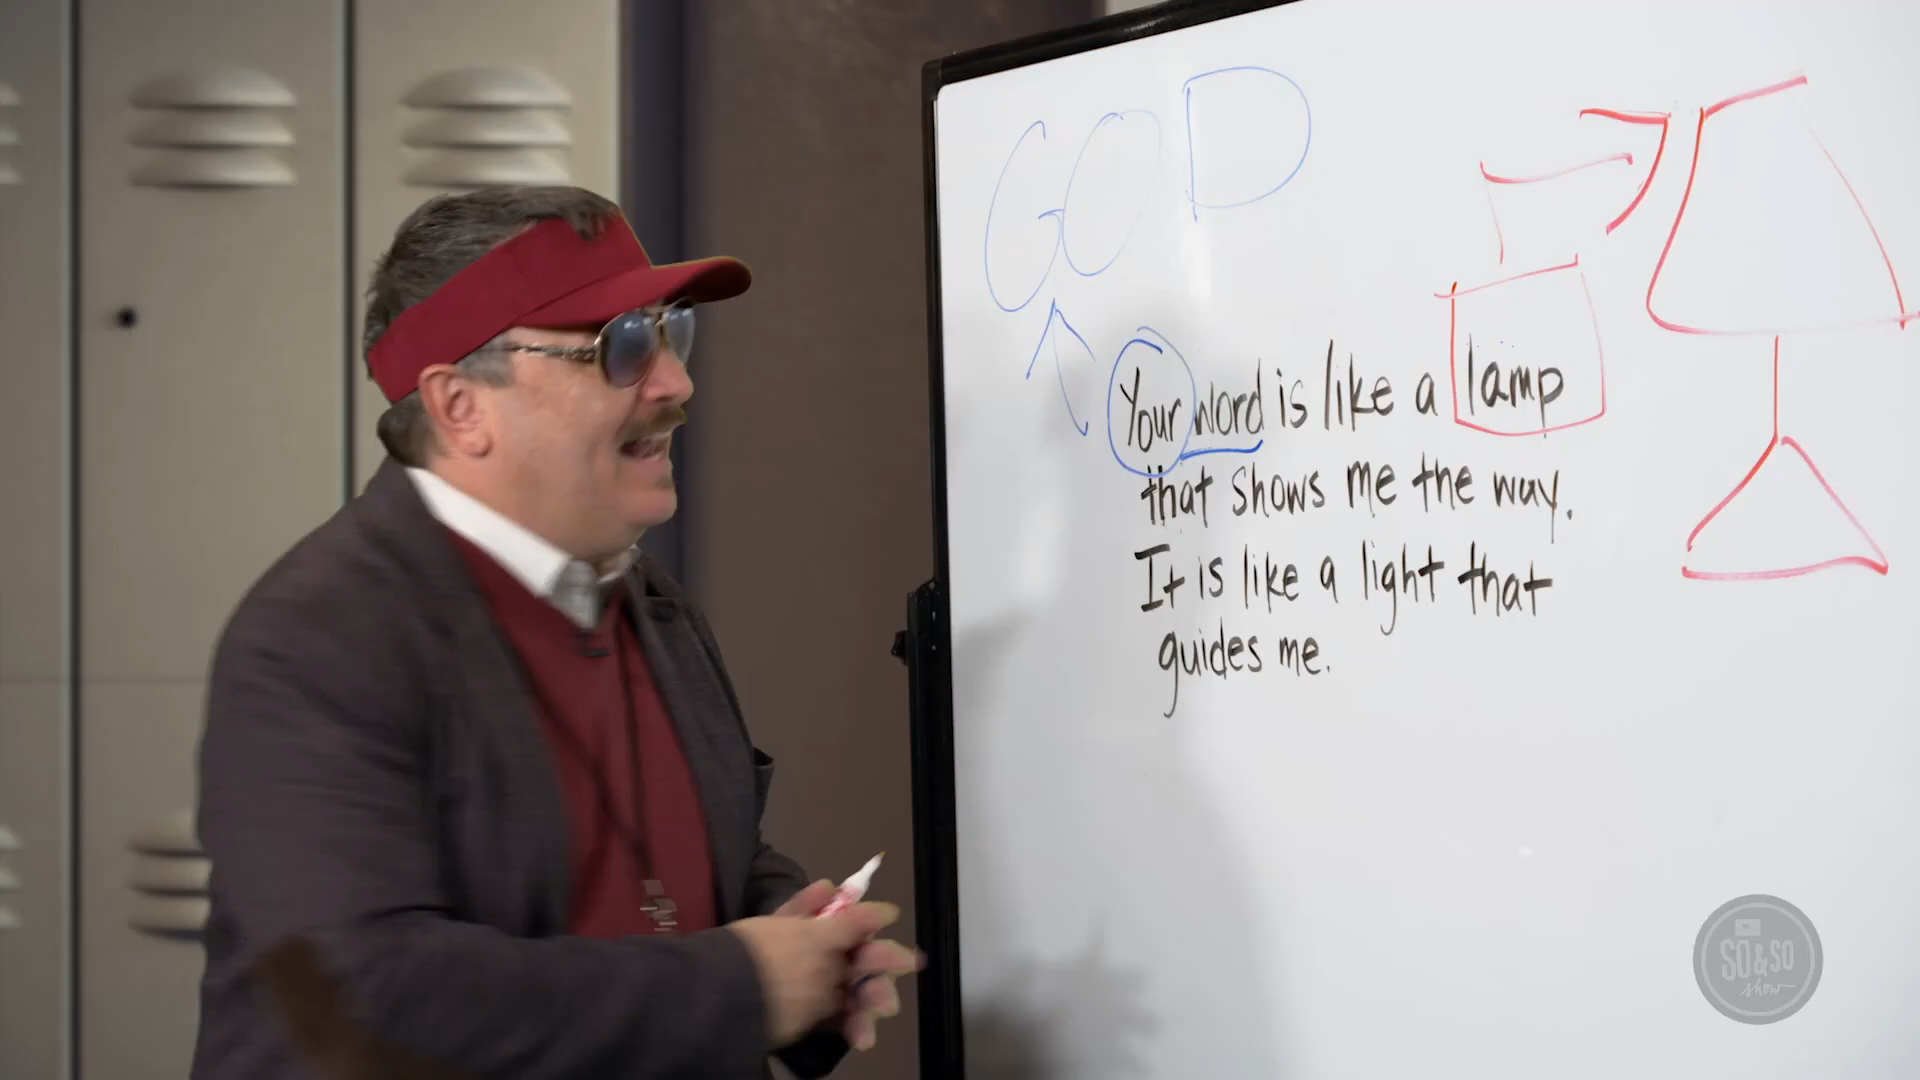 GOD
Your word is like a lamp
that shows me the way.
It is like a light that
guides me.
SO & SO
show